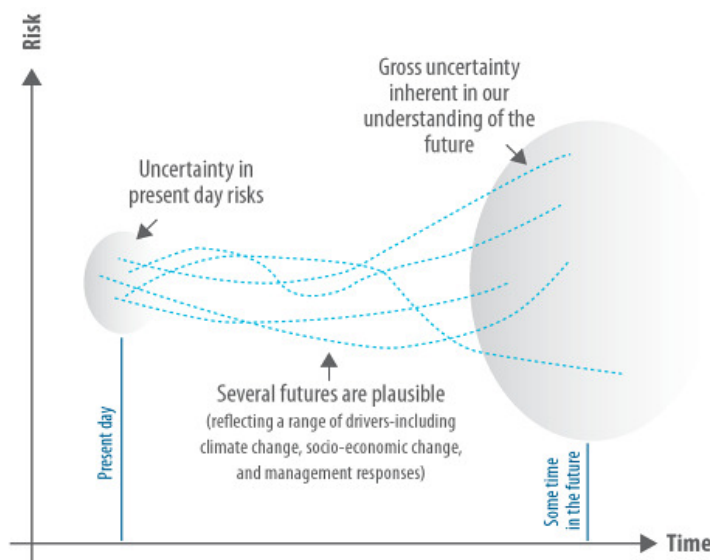 Risk
Gross uncertainty
inherent in our
understanding of the
future
Uncertainty in
present day risks
Several futures are plausible
(reflecting a range of drivers-including
climate change, socio-economic change,
and management responses)
Present day
Some time
in the future
Time